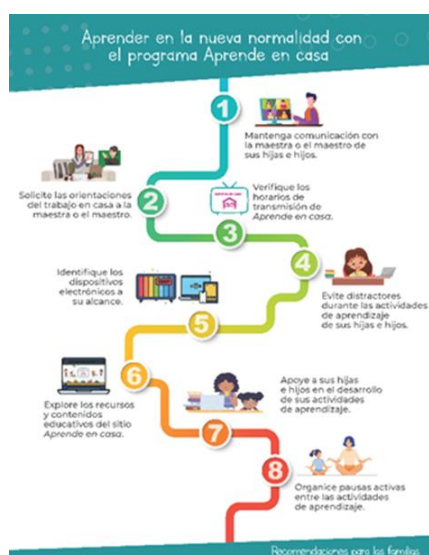 Aprender en la nueva normalidad con
el programa Aprende en casa
1
Mantenga comunicación con
la maestra o el maestro de
sus hijas e hijos.
Solicite las orientaciones
del trabajo en casa a la
maestra o el maestro.
2
Verifique los
horarios de
transmisión de
Aprende en casa.
3
4
Evite distractores
durante las actividades
de aprendizaje
de sus hijas e hijos.
Identifique los
dispositivos
electrónicos a
su alcance.
5
6
Explore los recursos
y contenidos
educativos del sitio
Aprende en casa.
Apoye a sus hijas
e hijos en el desarrollo
de sus actividades
de aprendizaje.
7
8
Organice pausas activas
entre las actividades
de aprendizaje.
Recomendaciones para las familias